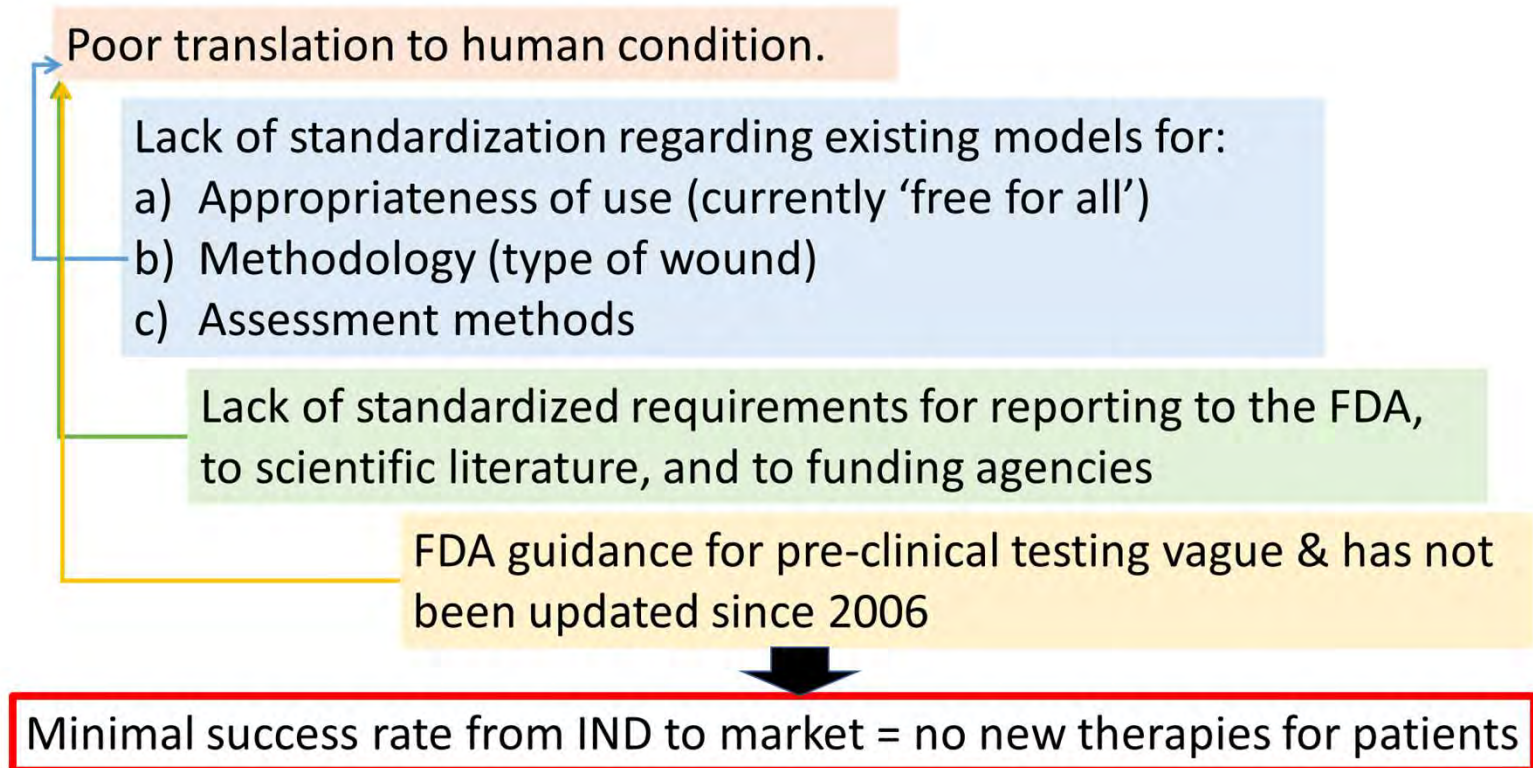 Poor translation to human condition.
Lack of standardization regarding existing models for:
a) Appropriateness of use (currently ‘free for all’)
b) Methodology (type of wound)
c) Assessment methods
Lack of standardized requirements for reporting to the FDA,
to scientific literature, and to funding agencies
FDA guidance for pre-clinical testing vague & has not
been updated since 2006
Minimal success rate from IND to market = no new therapies for patients